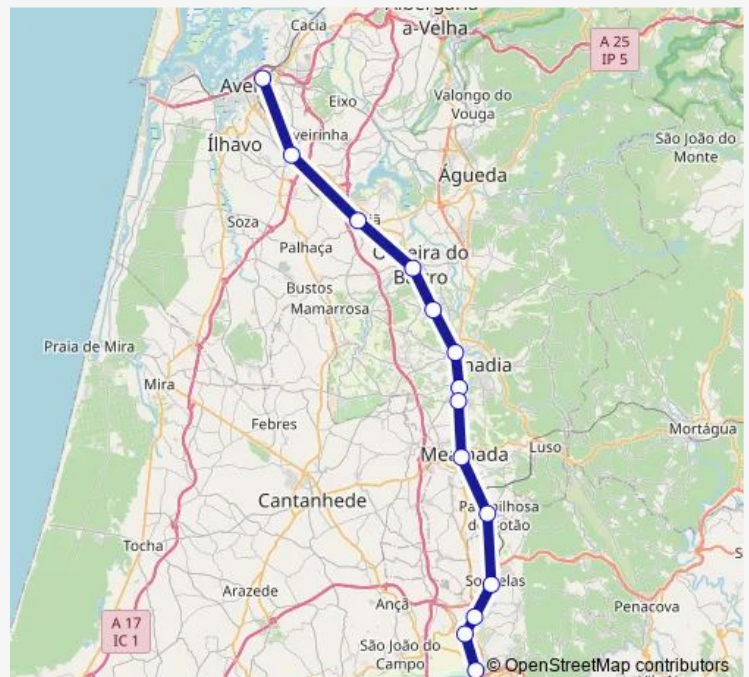 a-Velha
Cacia
A 25
IP 5
Eixo
Valongo do
Vouga
São João do
Monte
Ílhavo
Águeda
Soza
Palhaça
Bustos
Mamarrosa
Praia de Mira
Mira
Febres
Mortágua
Luso
Cantanhede
Tocha
Arazede
Ançã
Penacova
A 17
IC 1
São João do
Campo
© OpenStreetMap contributors